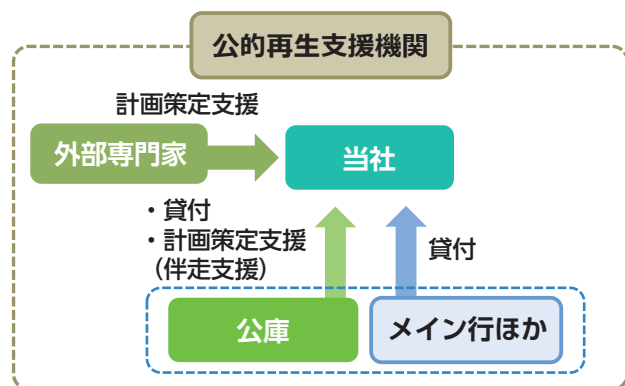 公的再生支援機関
計画策定支援
外部専門家
当社
・貸付
・計画策定支援
（伴走支援）
貸付
公庫
メイン行ほか